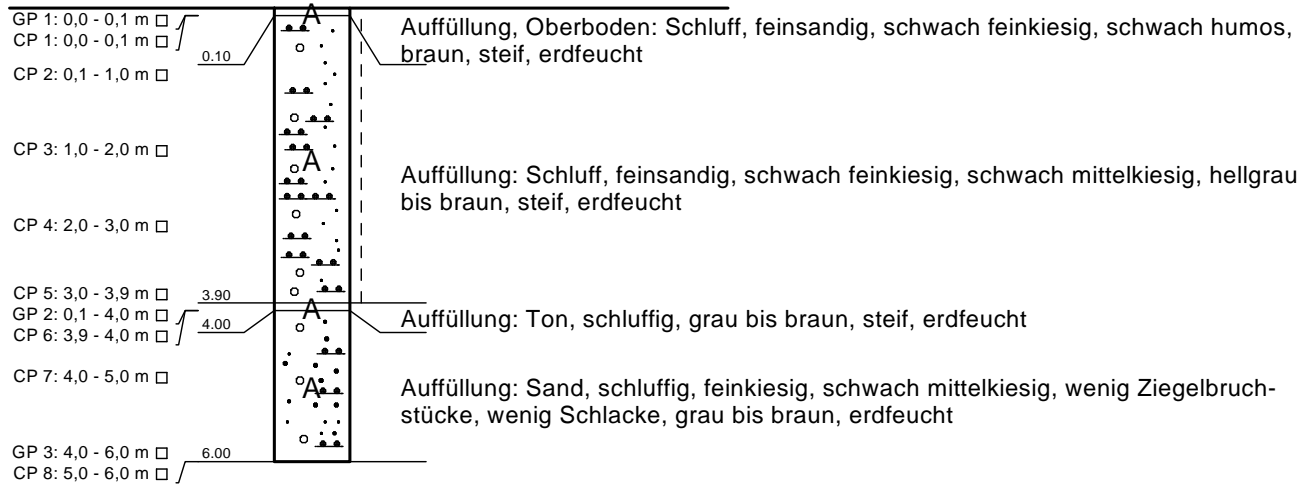 GP 1: 0,0 - 0,1 m
CP 1: 0,0 - 0,1 m
0.10
CP 2: 0,1 - 1,0 m
A
Auffüllung, Oberboden: Schluff, feinsandig, schwach feinkiesig, schwach humos,
braun, steif, erdfeucht
CP 3: 1,0 - 2,0 m
A
Auffüllung: Schluff, feinsandig, schwach feinkiesig, schwach mittelkiesig, hellgrau
bis braun, steif, erdfeucht
CP 4: 2,0 - 3,0 m
CP 5: 3,0 - 3,9 m
3.90
GP 2: 0,1 - 4,0 m
CP 6: 3,9 - 4,0 m
4.00
A
Auffüllung: Ton, schluffig, grau bis braun, steif, erdfeucht
CP 7: 4,0 - 5,0 m
A
Auffüllung: Sand, schluffig, feinkiesig, schwach mittelkiesig, wenig Ziegelbruch-
stücke, wenig Schlacke, grau bis braun, erdfeucht
GP 3: 4,0 - 6,0 m
CP 8: 5,0 - 6,0 m
6.00